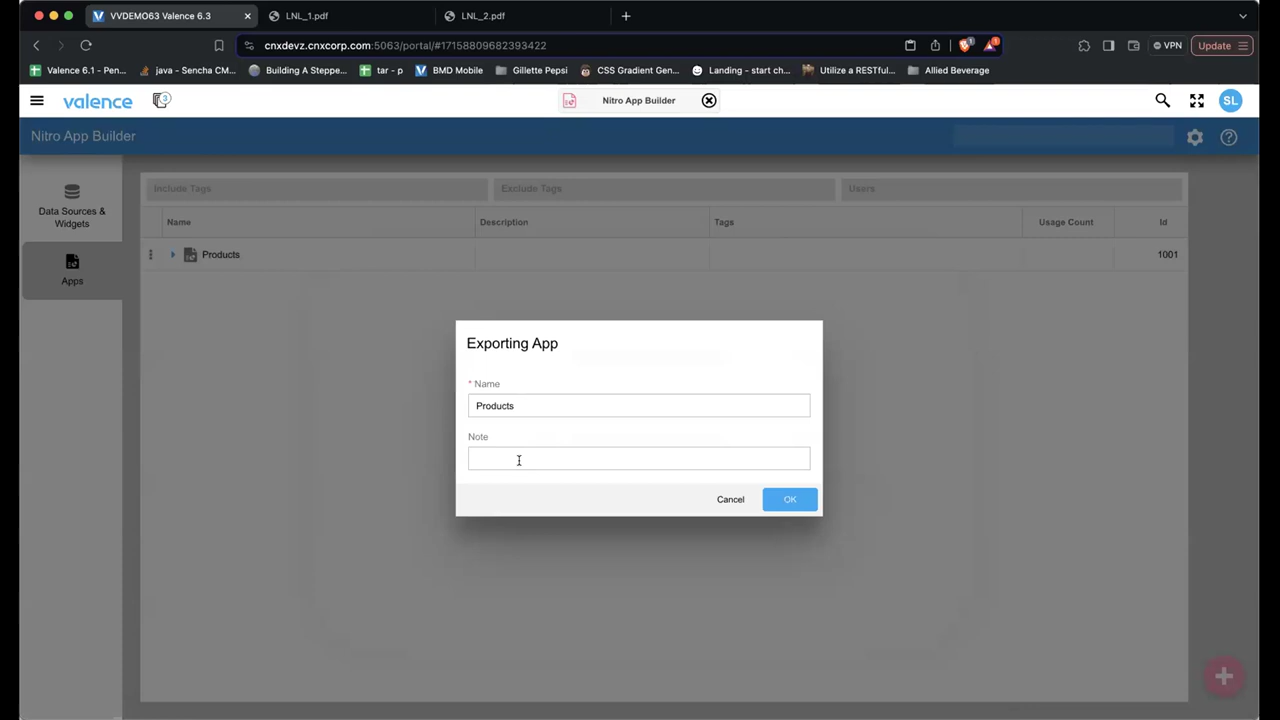 VVDEMO63 Valence 6.3
LNL_1.pdf
LNL_2.pdf
cnxdevz.cnxcorp.com:5063/portal/#17158809682393422
1
1
VPN
Update
Valence 6.1 - Pen...
java - Sencha CM...
Building A Steppe...
tar - p
BMD Mobile
Gillette Pepsi
CSS Gradient Gen...
Landing - start ch...
Utilize a RESTful...
Allied Beverage
valence
3
Nitro App Builder
SL
Nitro App Builder
Data Sources &
Widgets
Apps
Include Tags
Exclude Tags
Users
Name
Description
Tags
Usage Count
Id
Products
1001
Exporting App
* Name
Products
Note
Cancel
OK